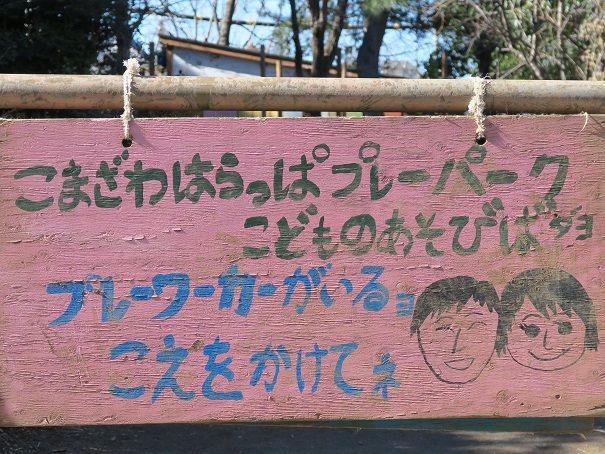 こまざわはらっぱプレーパーク
こどものあそびばダヨ
プレーワーカーがいるョ
こえをかけてネ